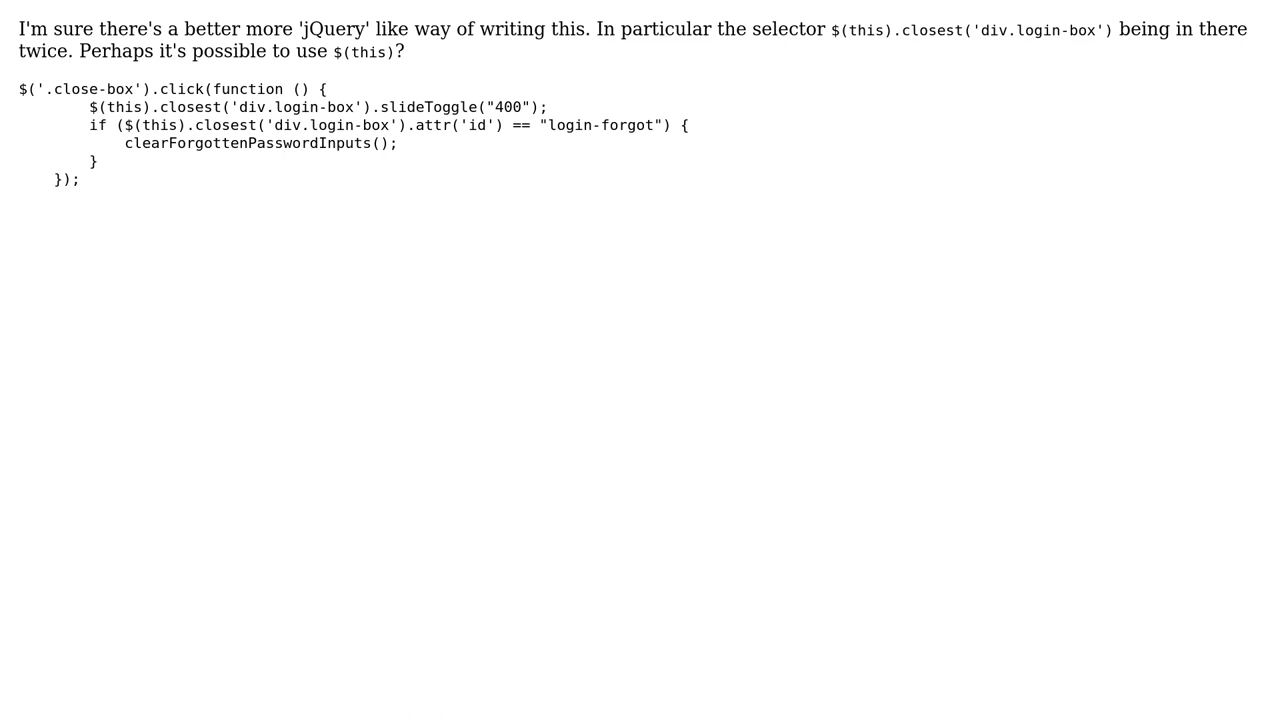 I'm sure there's a better more 'jQuery' like way of writing this. In particular the selector $(this).closest('div.login-box') being in there
twice. Perhaps it's possible to use $(this)?
$('.close-box').click(function () {
        $(this).closest('div.login-box').slideToggle("400");
        if ($(this).closest('div.login-box').attr('id') == "login-forgot") {
            clearForgottenPasswordInputs();
        }
    });